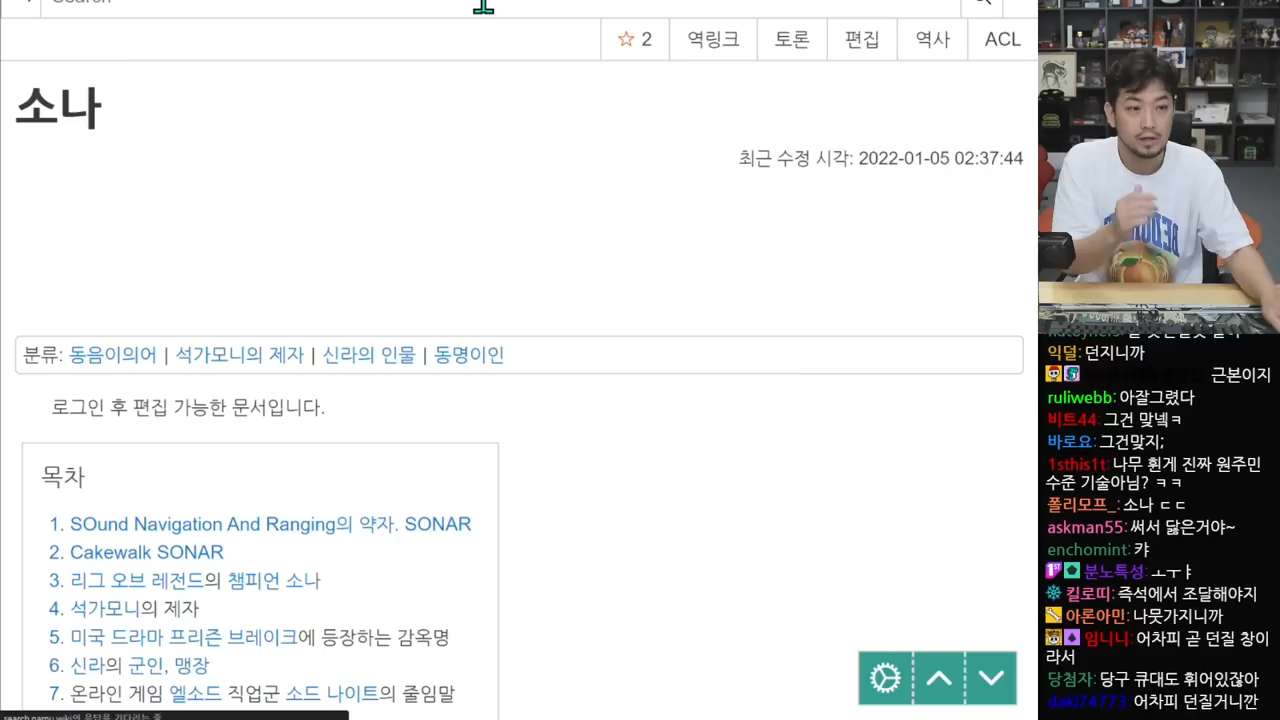 Search
2
역링크
토론
편집
역사
ACL
소나
최근 수정 시각: 2022-01-05 02:37:44
분류: 동음이의어 | 석가모니의 제자 | 신라의 인물 | 동명이인
로그인 후 편집 가능한 문서입니다.
목차
1. SOund Navigation And Ranging의 약자. SONAR
2. Cakewalk SONAR
3. 리그 오브 레전드의 챔피언 소나
4. 석가모니의 제자
5. 미국 드라마 프리즌 브레이크에 등장하는 감옥명
6. 신라의 군인, 맹장
7. 온라인 게임 엘소드 직업군 소드 나이트의 줄임말
익덜: 던지니까
근본이지
ruliwebb: 아잘그렸다
비트44: 그건 맞넼ㅋ
바로요: 그건맞지;
1sthis1t: 나무 휜게 진짜 원주민
수준 기술아님? ㅋㅋ
폴리모프_: 소나 ㄷㄷ
askman55: 써서 닳은거야~
enchomint: 캬
분노특성: ㅗㅜㅑ
킬로띠: 즉석에서 조달해야지
아론아민: 나뭇가지니까
임니니: 어차피 곧 던질 창이
라서
당첨자: 당구 큐대도 휘어있잖아
daki74773: 어차피 던질거니깐